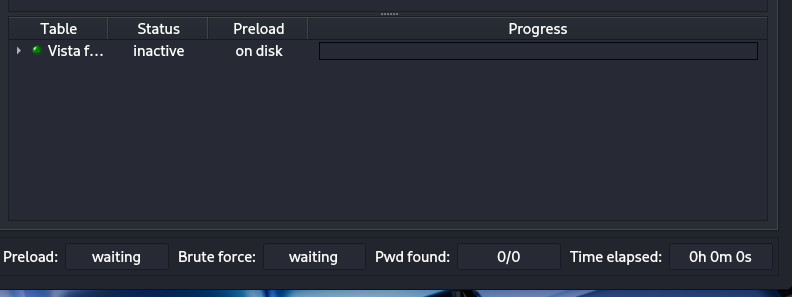 Table Status Preload Progress
Vista f... inactive on disk
Preload: waiting Brute force: waiting Pwd found: 0/0 Time elapsed: 0h 0m 0s